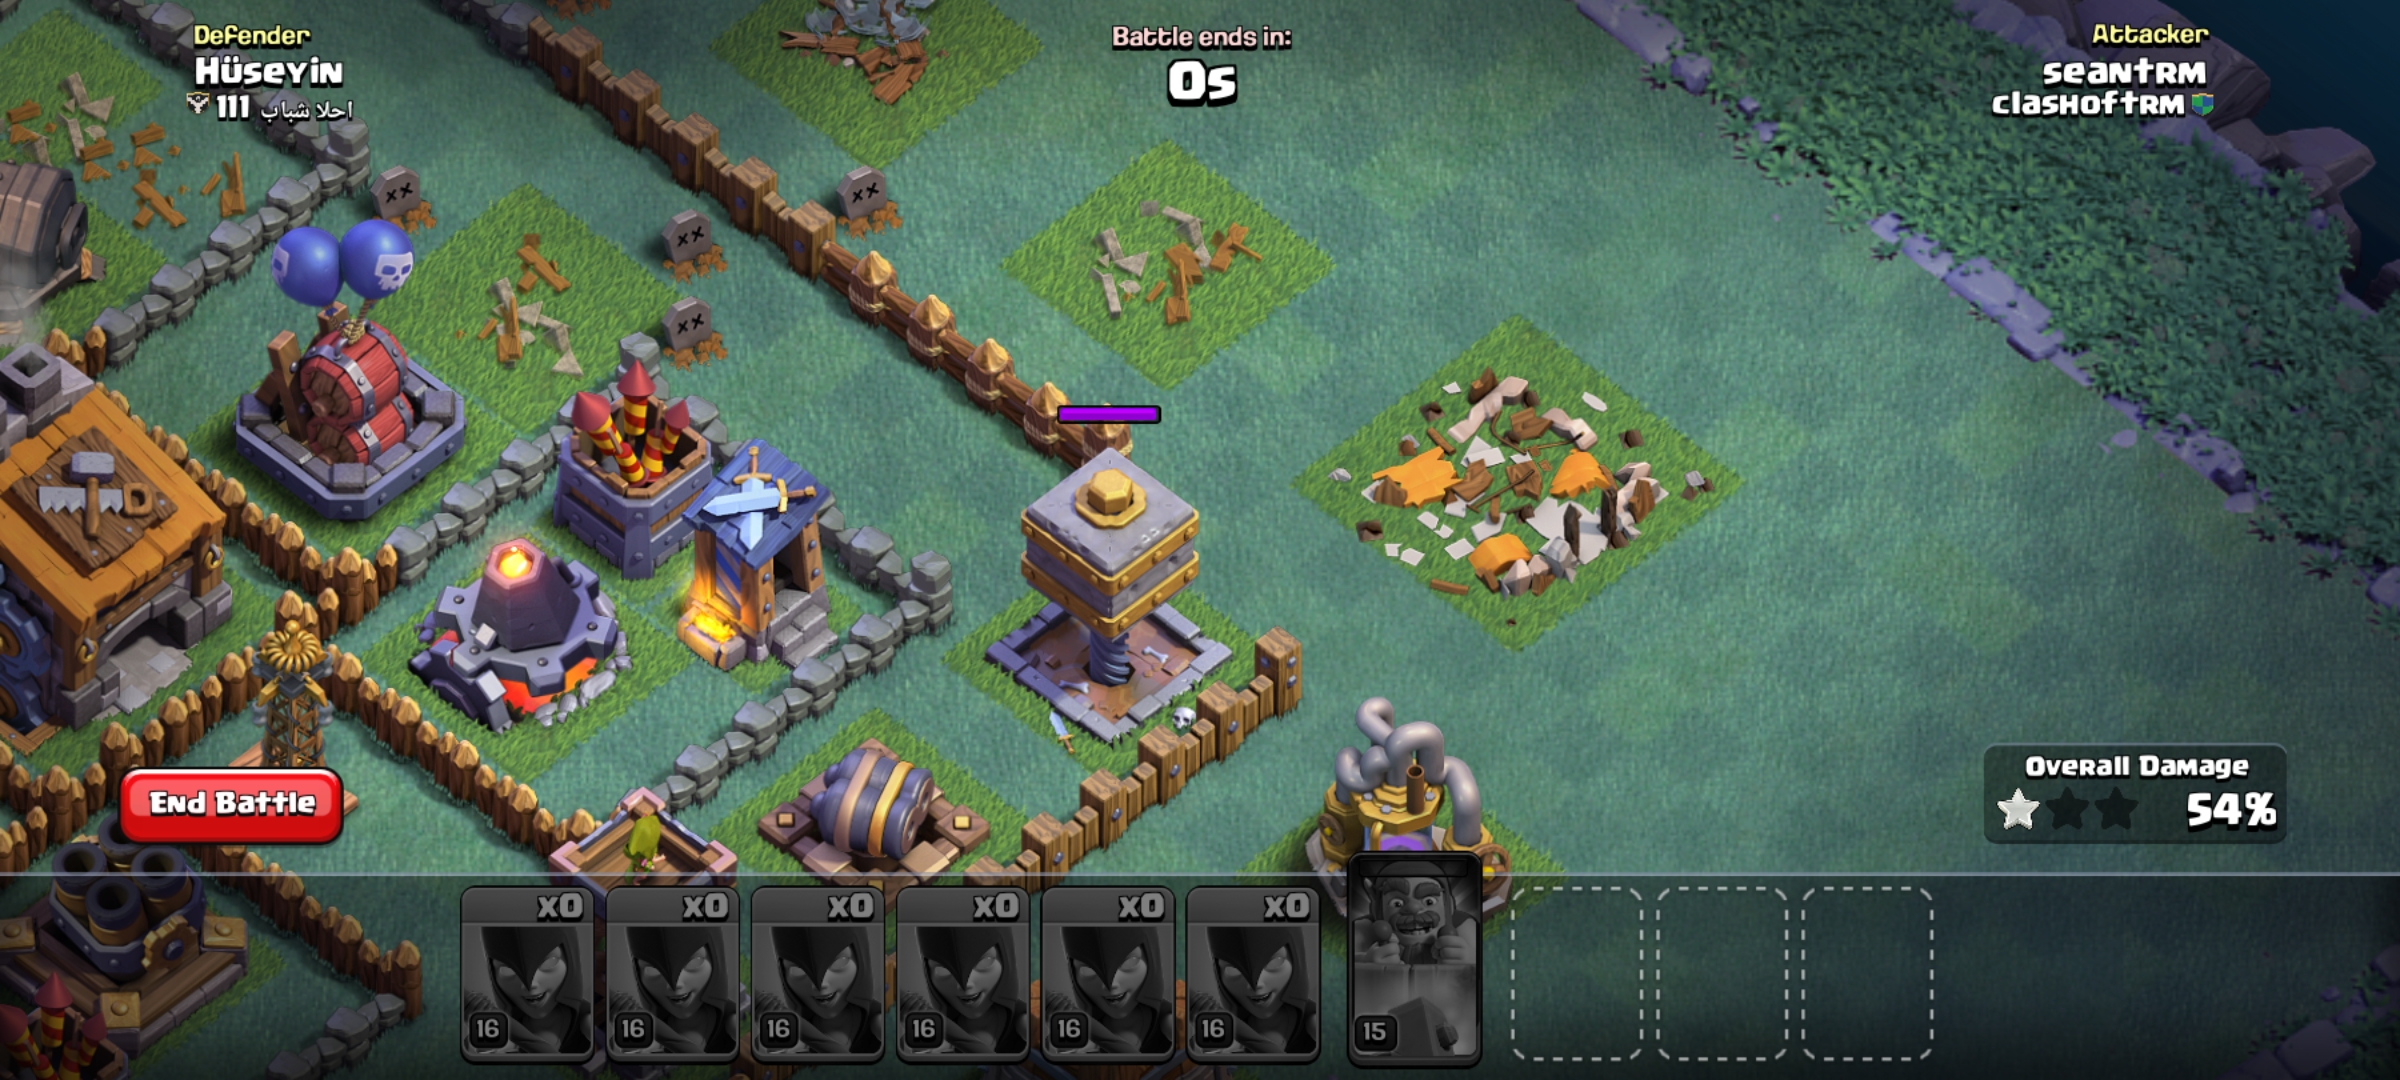 Defender
Hüseyin
111 احلا شباب
Battle ends in:
0s
Attacker
seantRM
clashoftRM
End Battle
Overall Damage
54%
x0
x0
x0
x0
x0
x0
16
16
16
16
16
16
15